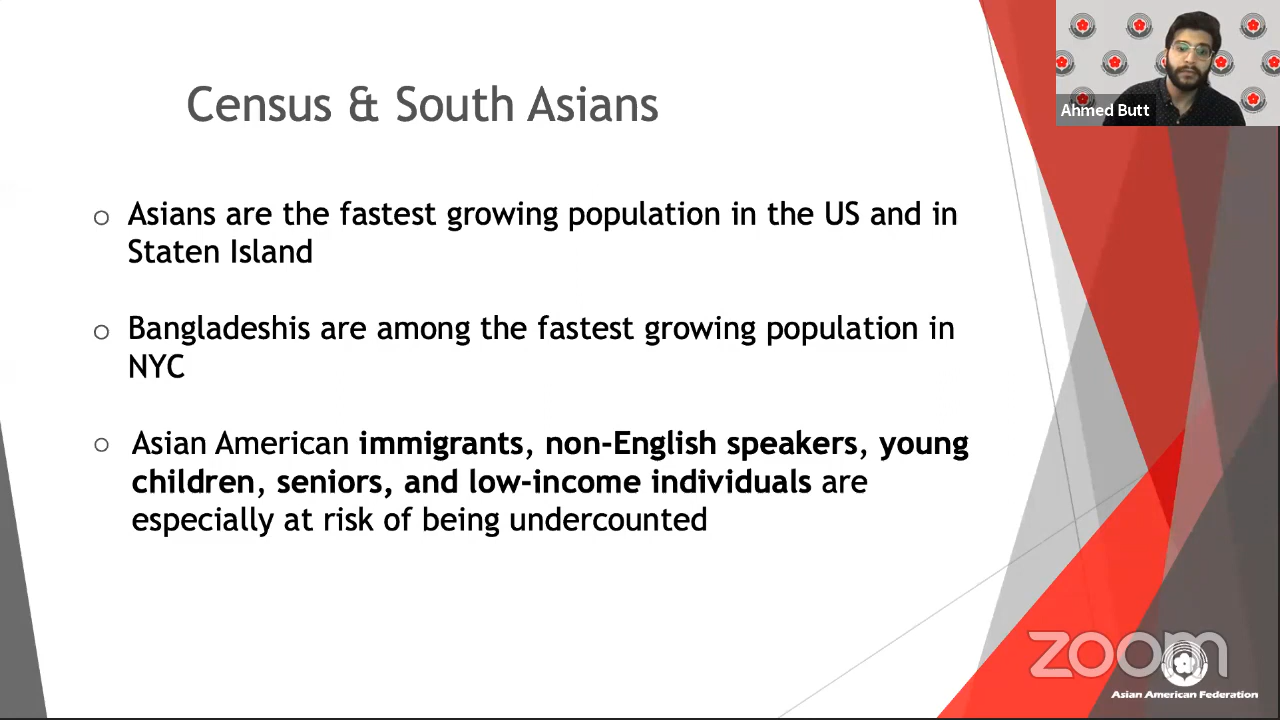 Census & South Asians
Ahmed Butt
○ Asians are the fastest growing population in the US and in
Staten Island
○ Bangladeshis are among the fastest growing population in
NYC
○ Asian American immigrants, non-English speakers, young
children, seniors, and low-income individuals are
especially at risk of being undercounted
zoom
Asian American Federation